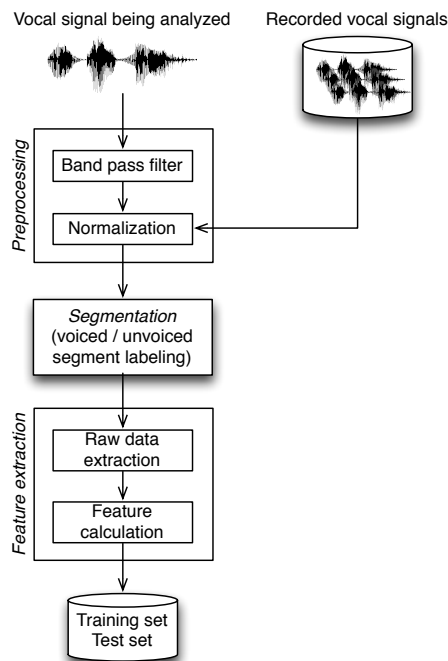 Vocal signal being analyzed
Recorded vocal signals
Preprocessing
Band pass filter
Normalization
Segmentation
(voiced / unvoiced
segment labeling)
Feature extraction
Raw data
extraction
Feature
calculation
Training set
Test set